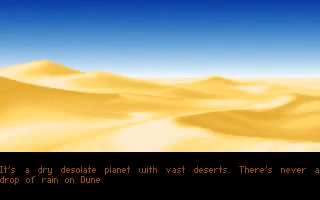 It's a dry desolate planet with vast deserts. There's never a
drop of rain on Dune.